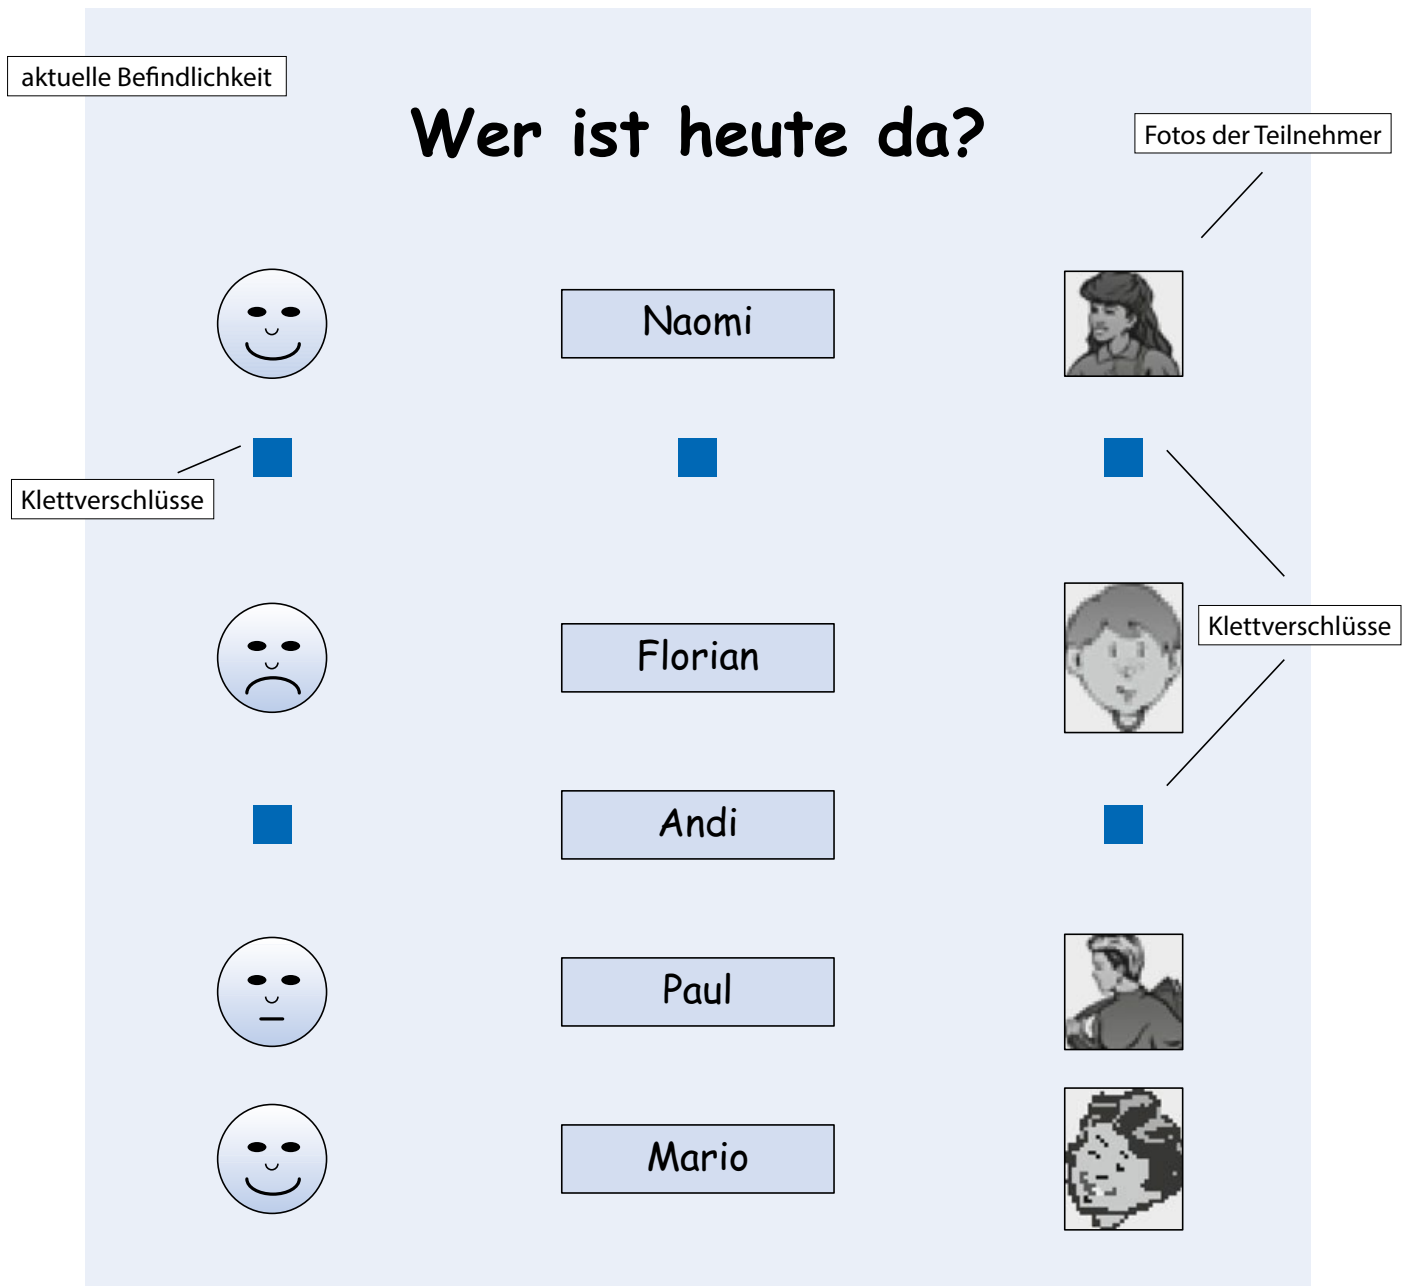 aktuelle Befindlichkeit
Wer ist heute da?
Fotos der Teilnehmer
Naomi
Klettverschlüsse
Klettverschlüsse
Florian
Andi
Paul
Mario